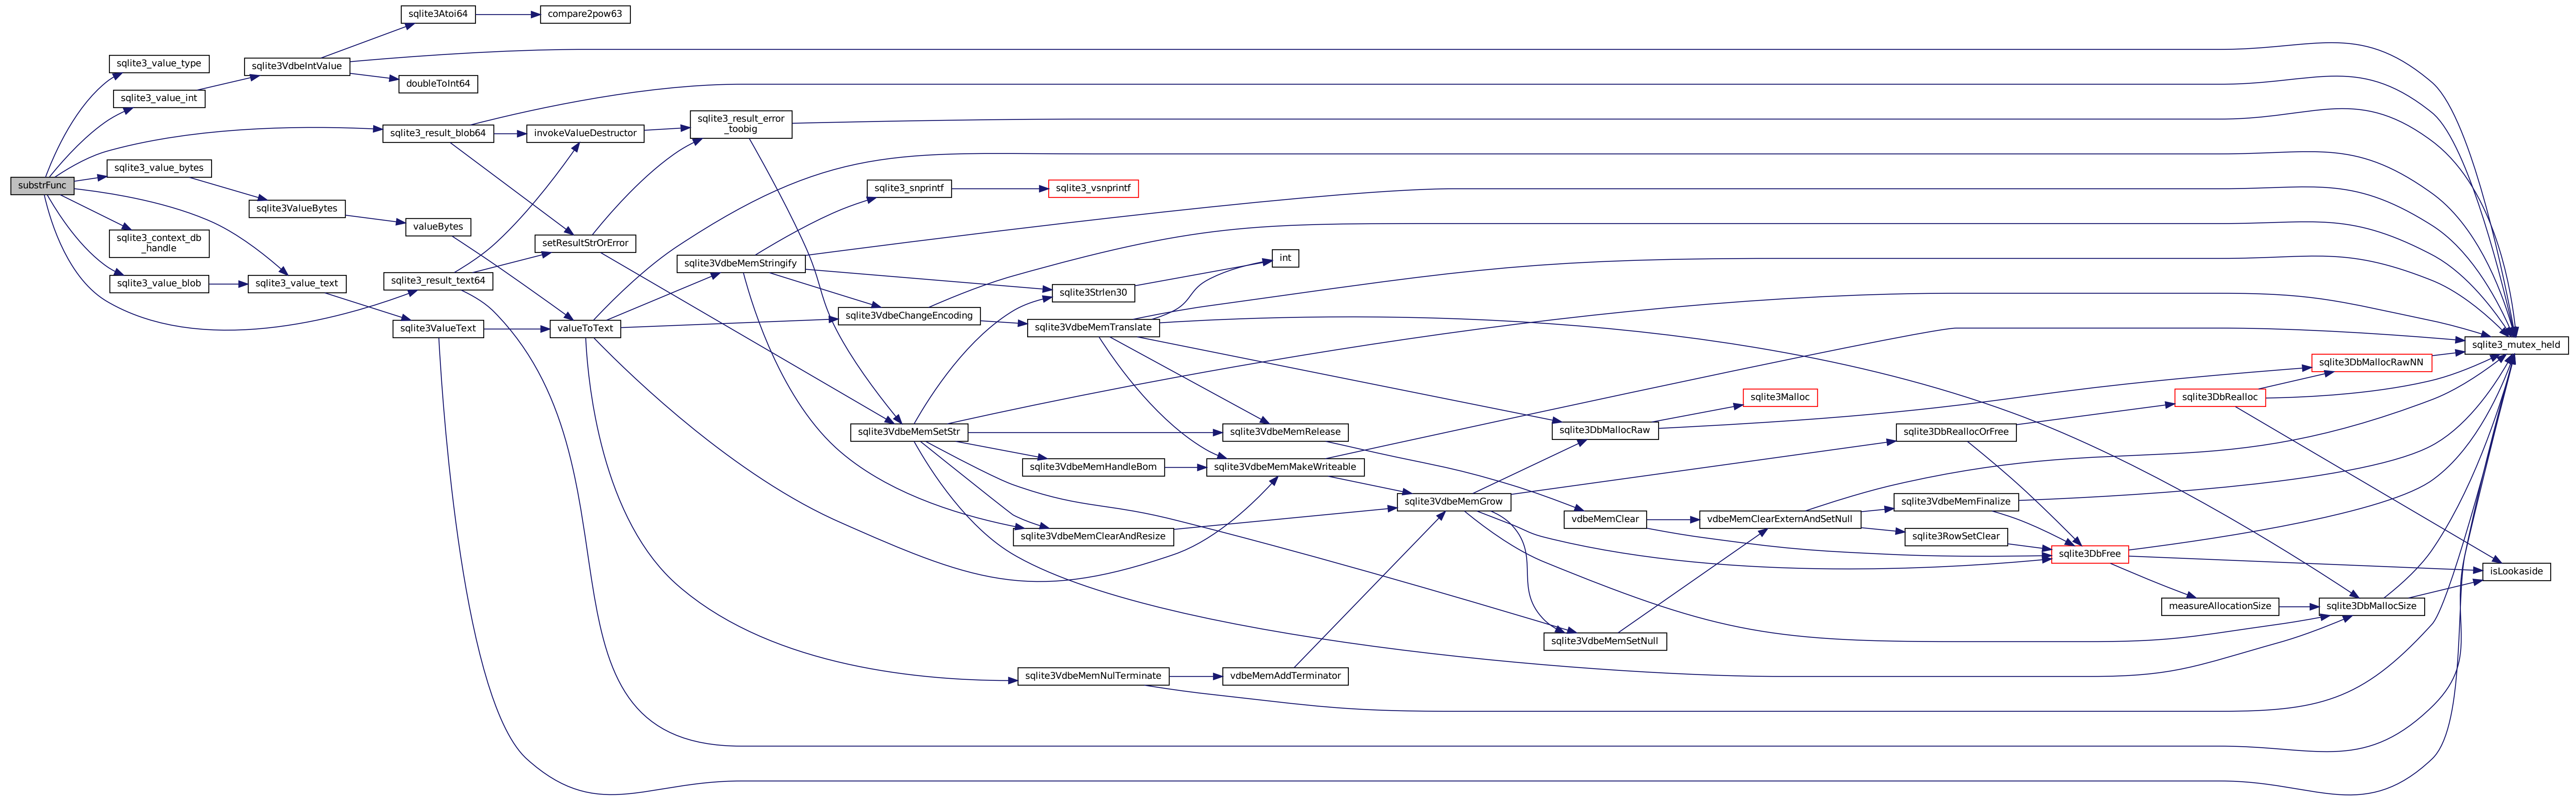 sqlite3Atoi64
compare2pow63
sqlite3_value_type
sqlite3VdbeIntValue
doubleToInt64
sqlite3_value_int
sqlite3_result_error
_toobig
sqlite3_result_blob64
invokeValueDestructor
sqlite3_value_bytes
substrFunc
sqlite3_snprintf
sqlite3_vsnprintf
sqlite3ValueBytes
valueBytes
sqlite3_context_db
_handle
setResultStrOrError
int
sqlite3VdbeMemStringify
sqlite3_value_blob
sqlite3_value_text
sqlite3_result_text64
sqlite3Strlen30
sqlite3VdbeChangeEncoding
sqlite3ValueText
valueToText
sqlite3VdbeMemTranslate
sqlite3_mutex_held
sqlite3DbMallocRawNN
sqlite3Malloc
sqlite3DbRealloc
sqlite3VdbeMemSetStr
sqlite3VdbeMemRelease
sqlite3DbMallocRaw
sqlite3DbReallocOrFree
sqlite3VdbeMemHandleBom
sqlite3VdbeMemMakeWriteable
sqlite3VdbeMemGrow
sqlite3VdbeMemFinalize
vdbeMemClear
vdbeMemClearExternAndSetNull
sqlite3VdbeMemClearAndResize
sqlite3RowSetClear
sqlite3DbFree
isLookaside
measureAllocationSize
sqlite3DbMallocSize
sqlite3VdbeMemSetNull
sqlite3VdbeMemNulTerminate
vdbeMemAddTerminator